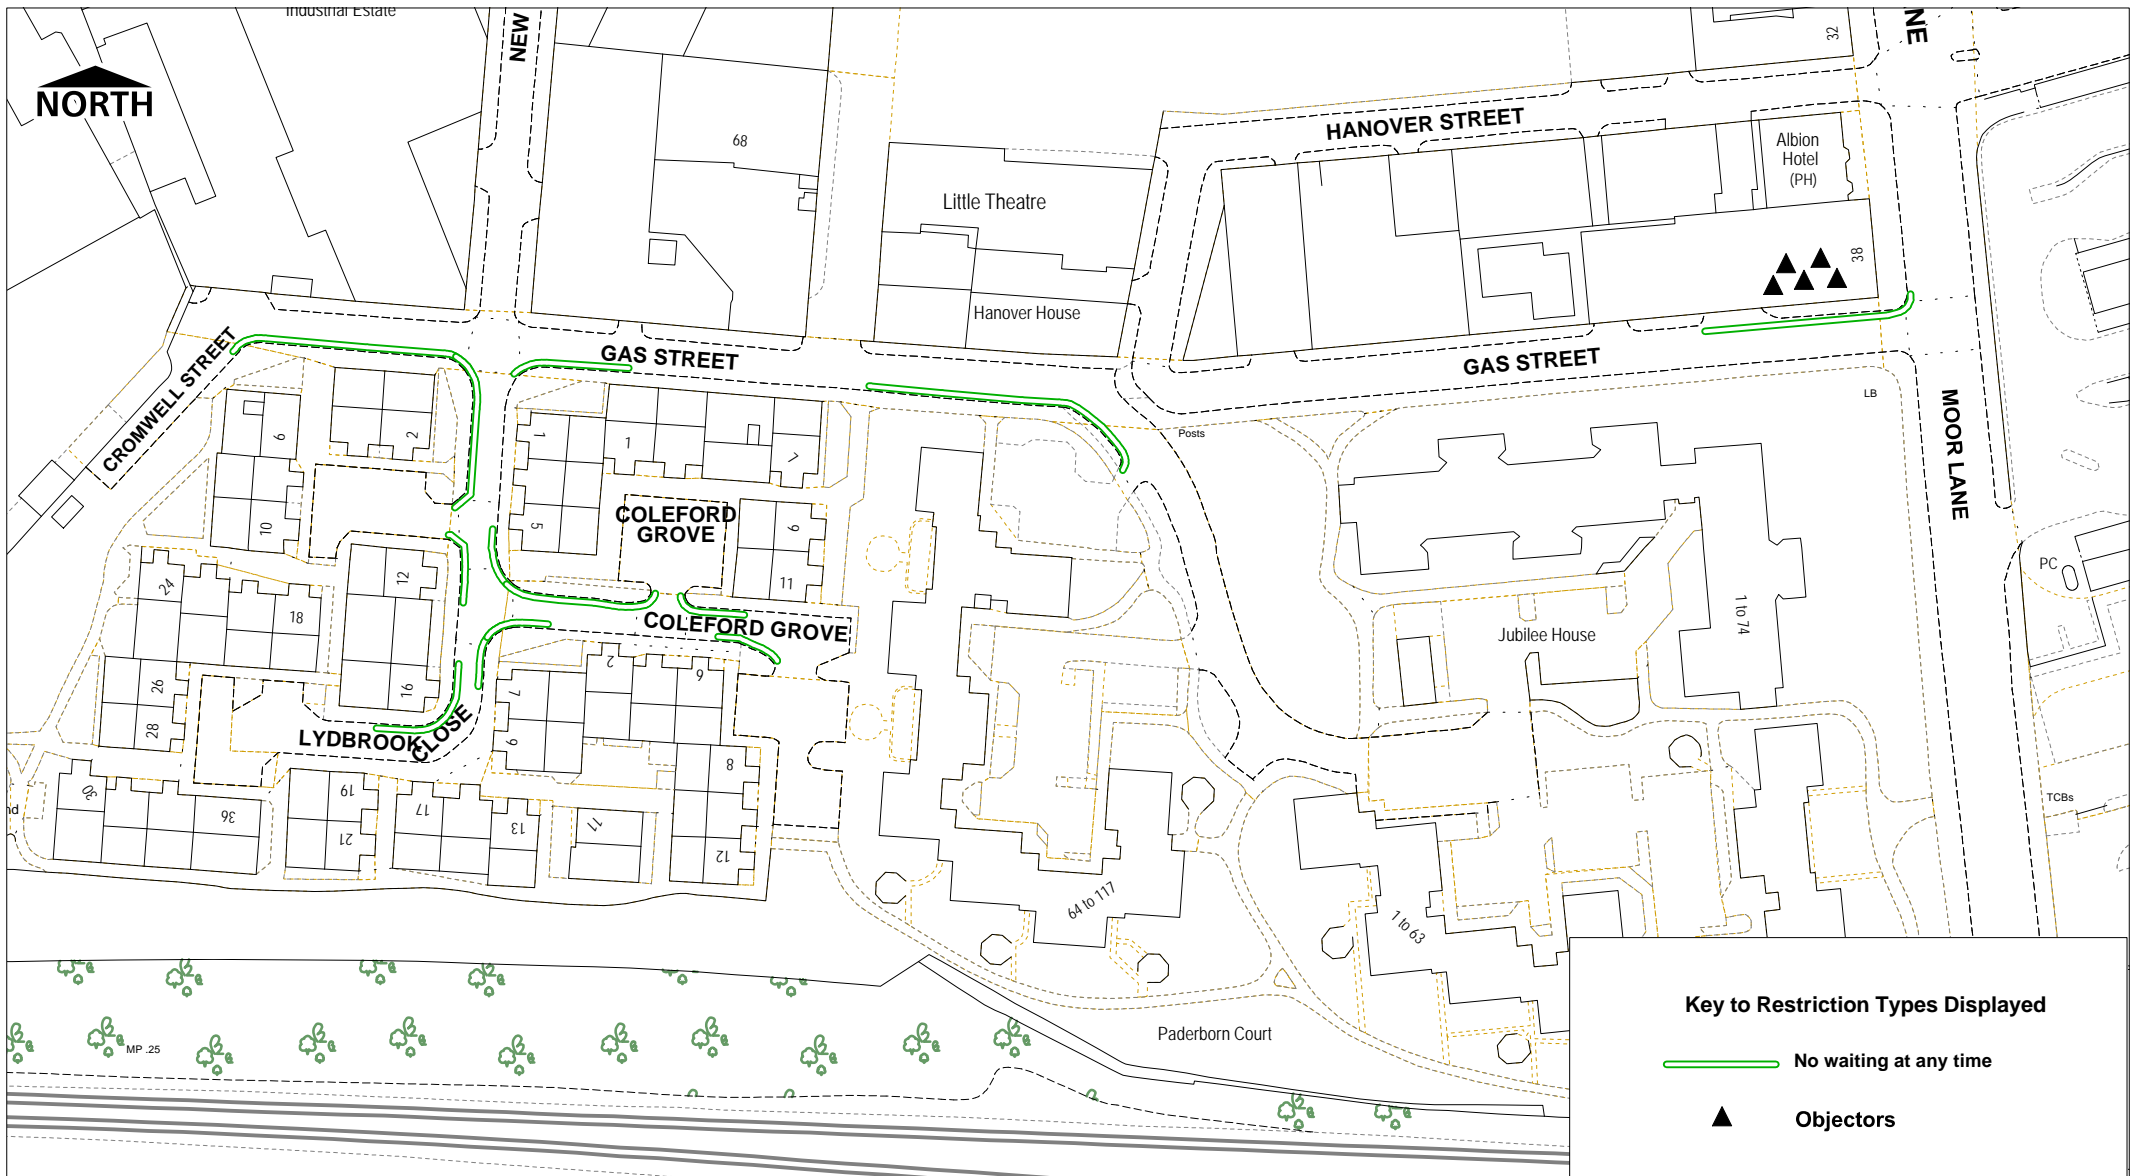 Industrial Estate
NEW
NE
32
NORTH
68
HANOVER STREET
Albion
Hotel
(PH)
Little Theatre
38
Hanover House
GAS STREET
GAS STREET
CROMWELL STREET
LB
MOOR LANE
2
6
1
1
7
Posts
10
5
COLEFORD
GROVE
9
11
PC
24
12
18
1 to 74
COLEFORD GROVE
Jubilee House
26
16
28
7
2
6
9
LYDBROOK
CLOSE
8
30
36
19
21
17
13
11
12
TCBs
nd
64 to 117
1 to 63
Paderborn Court
MP .25
Key to Restriction Types Displayed
No waiting at any time
Objectors